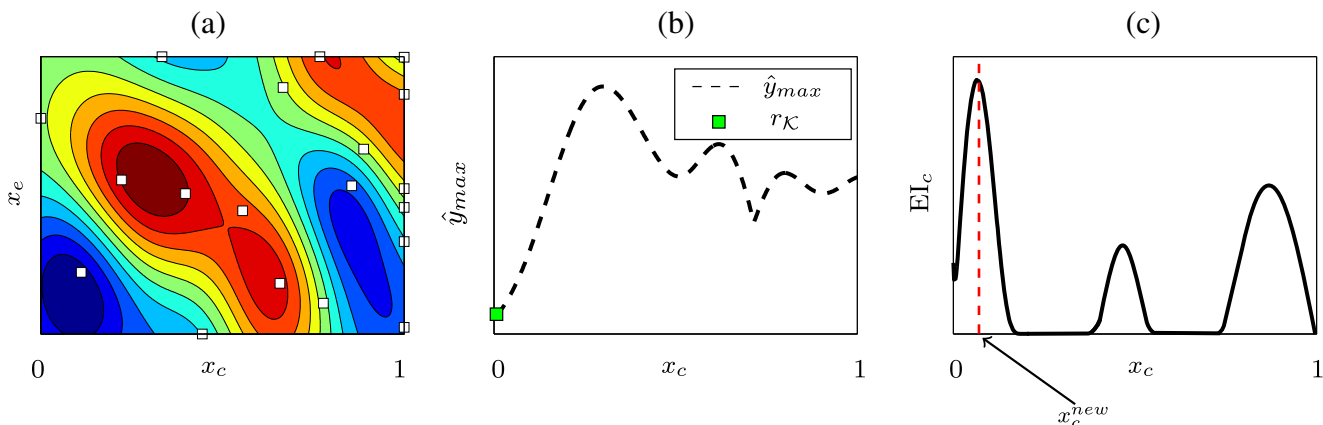 (a)
x_e
0 x_c 1
(b)
ŷ_max
ŷ_max
r_𝒦
0 x_c 1
(c)
EI_c
0 x_c 1
x_c^new